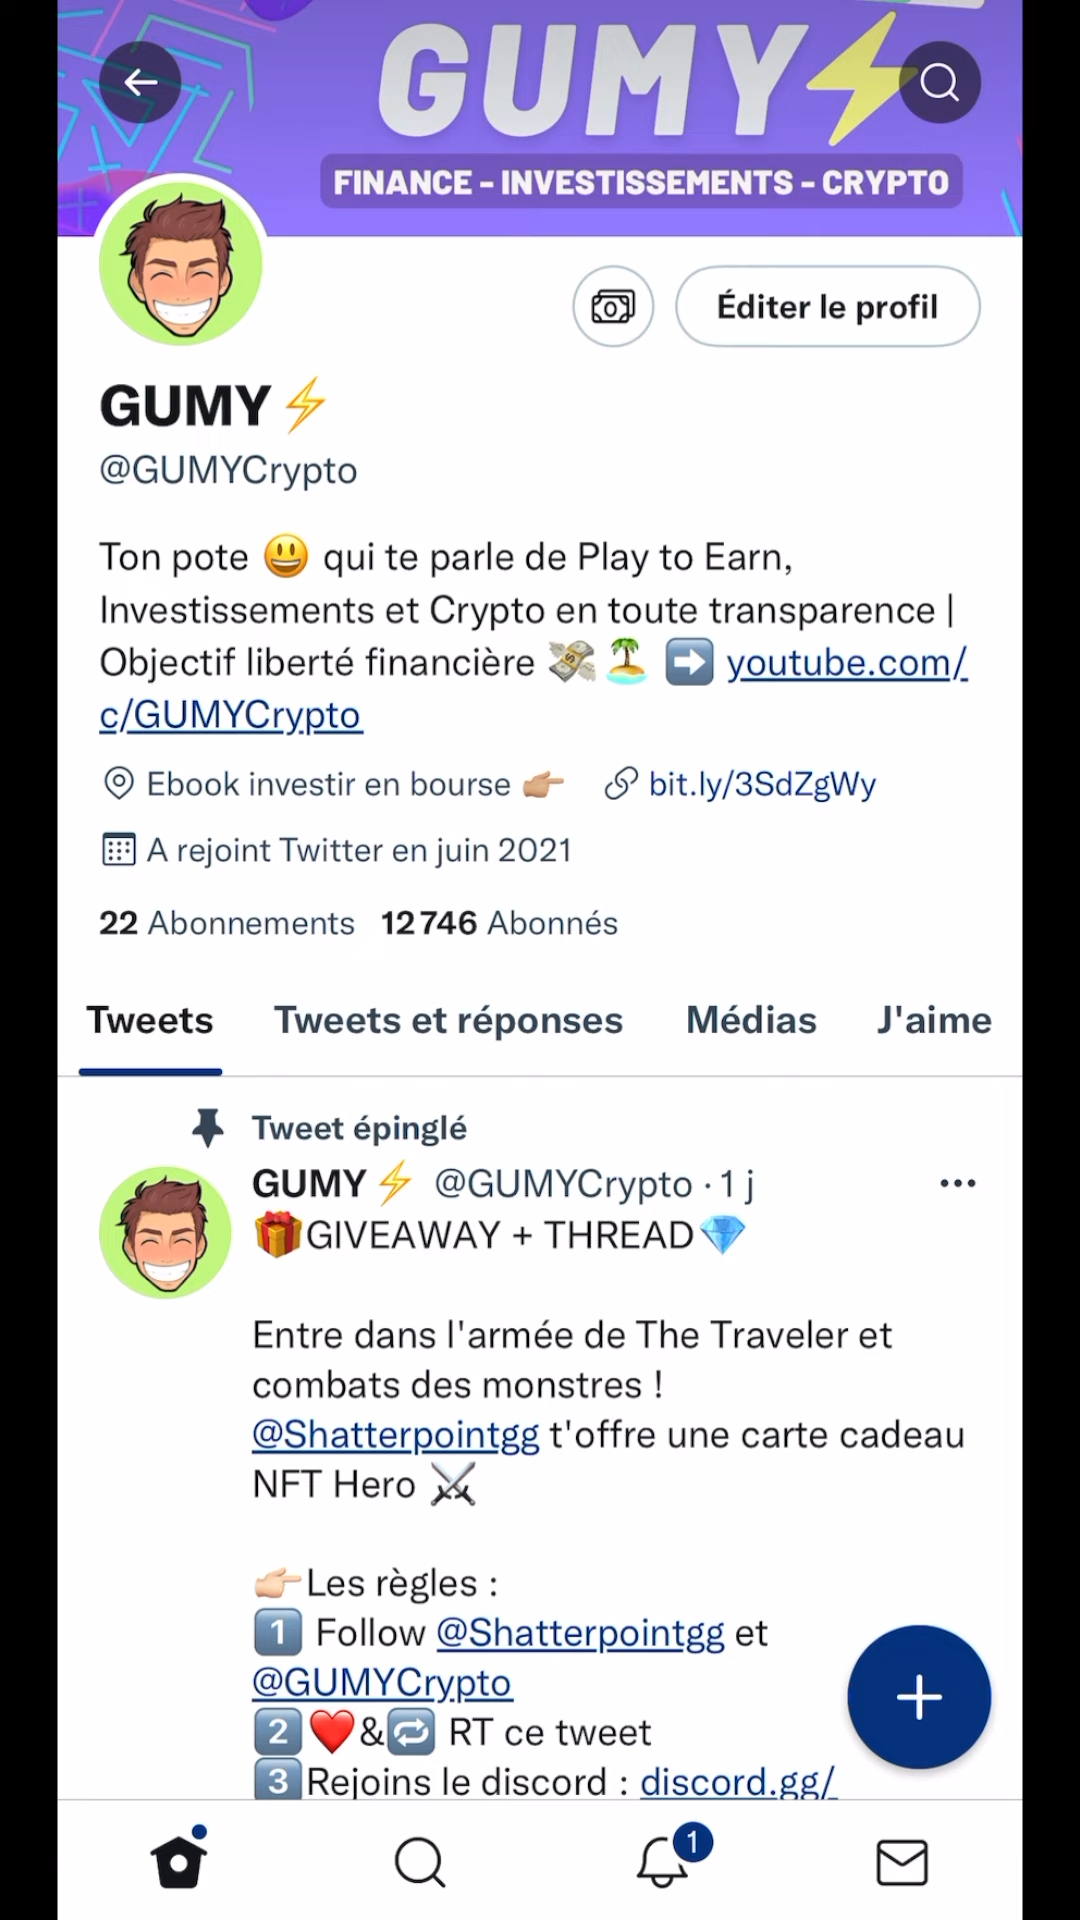 GUMY⚡
FINANCE - INVESTISSEMENTS - CRYPTO
Éditer le profil
GUMY⚡
@GUMYCrypto
Ton pote 😃 qui te parle de Play to Earn,
Investissements et Crypto en toute transparence |
Objectif liberté financière 💸🏝️ ➡️ youtube.com/
c/GUMYCrypto
Ebook investir en bourse 👉🏼 bit.ly/3SdZgWy
A rejoint Twitter en juin 2021
22 Abonnements 12 746 Abonnés
Tweets Tweets et réponses Médias J'aime
Tweet épinglé
GUMY⚡ @GUMYCrypto · 1 j
🎁GIVEAWAY + THREAD💎
Entre dans l'armée de The Traveler et
combats des monstres !
@Shatterpointgg t'offre une carte cadeau
NFT Hero ⚔️
👉🏻Les règles :
1️⃣ Follow @Shatterpointgg et
@GUMYCrypto
2️⃣❤️&🔁 RT ce tweet
3️⃣Rejoins le discord : discord.gg/
1